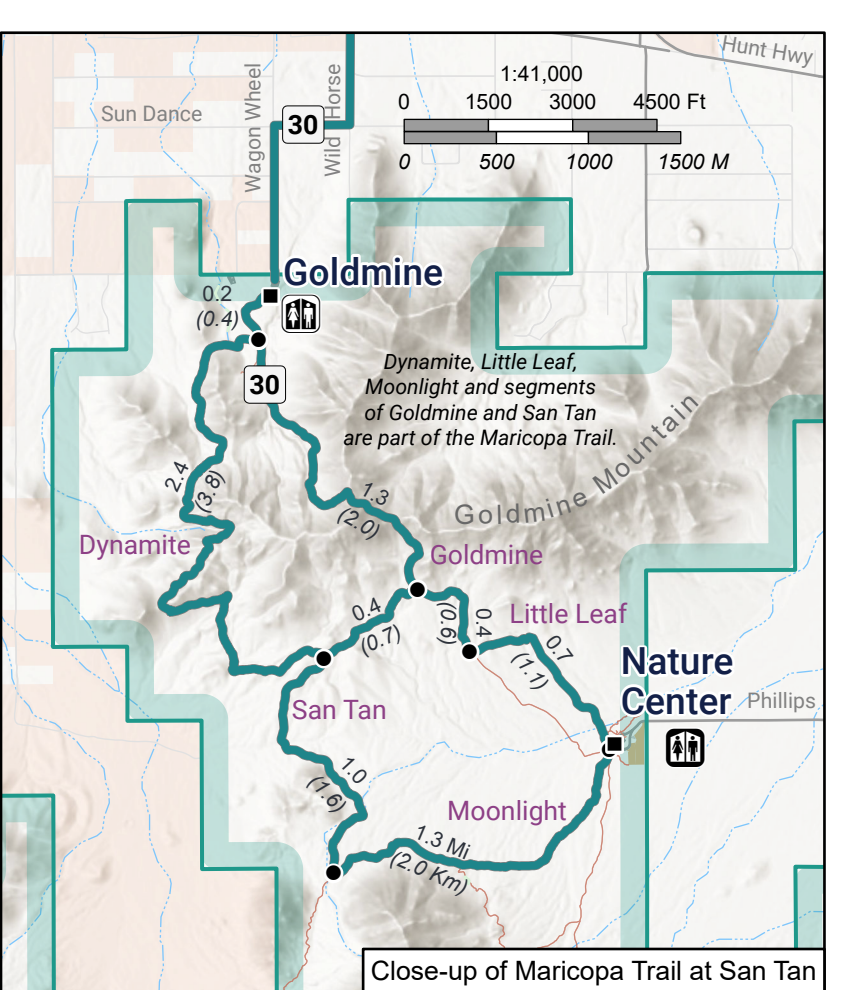 Hunt Hwy
1:41,000
0 1500 3000 4500 Ft
0 500 1000 1500 M
Sun Dance
Wagon Wheel
Wild Horse
30
Goldmine
0.2
(0.4)
30
Dynamite, Little Leaf,
Moonlight and segments
of Goldmine and San Tan
are part of the Maricopa Trail.
Goldmine Mountain
2.4
(3.8)
1.3
(2.0)
Dynamite
Goldmine
0.4
(0.7)
0.4
(0.6)
Little Leaf
0.7
(1.1)
Nature
Center
Phillips
San Tan
1.0
(1.6)
Moonlight
1.3 Mi
(2.0 Km)
Close-up of Maricopa Trail at San Tan